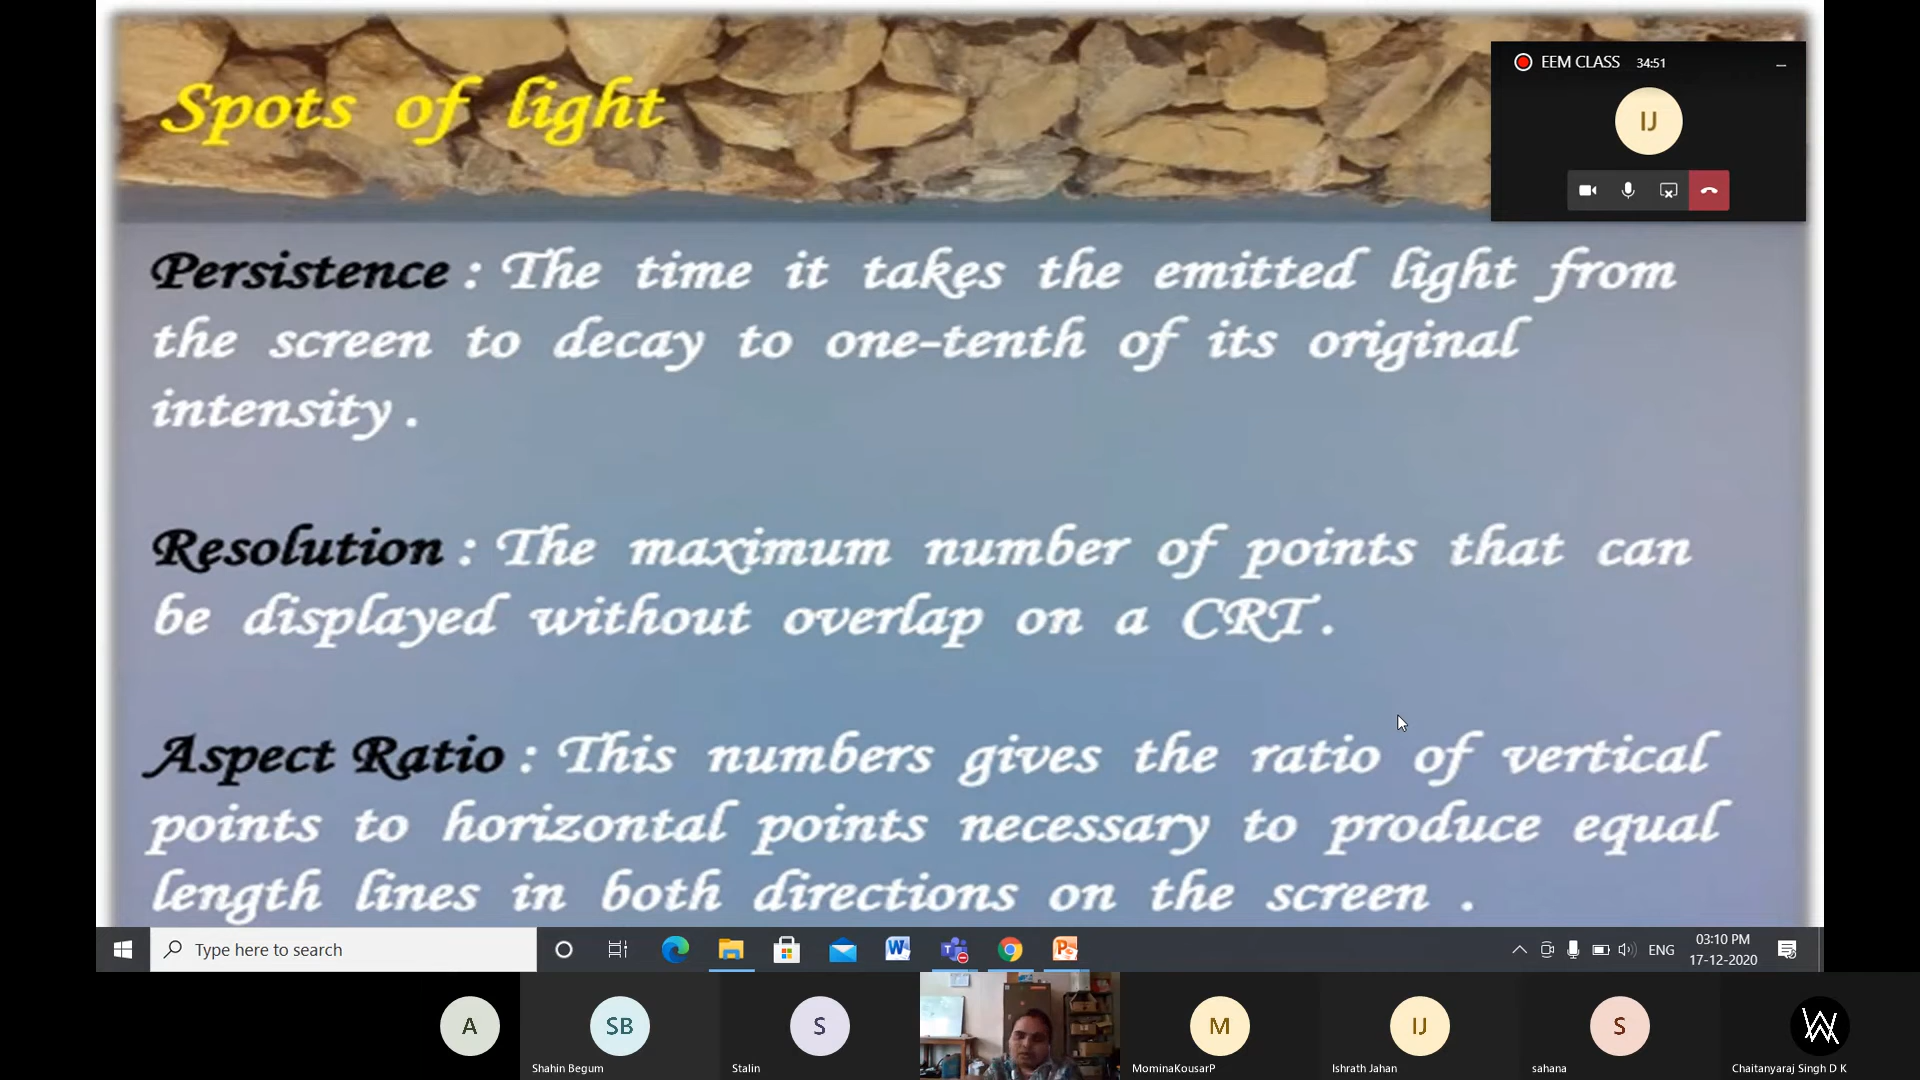 Spots of light
EEM CLASS 34:51
IJ
Persistence : The time it takes the emitted light from
the screen to decay to one-tenth of its original
intensity .
Resolution : The maximum number of points that can
be displayed without overlap on a CRT.
Aspect Ratio : This numbers gives the ratio of vertical
points to horizontal points necessary to produce equal
length lines in both directions on the screen .
Type here to search
ENG
03:10 PM
17-12-2020
A
SB
S
M
IJ
S
Shahin Begum
Stalin
MominaKousarP
Ishrath Jahan
sahana
Chaitanyaraj Singh D K